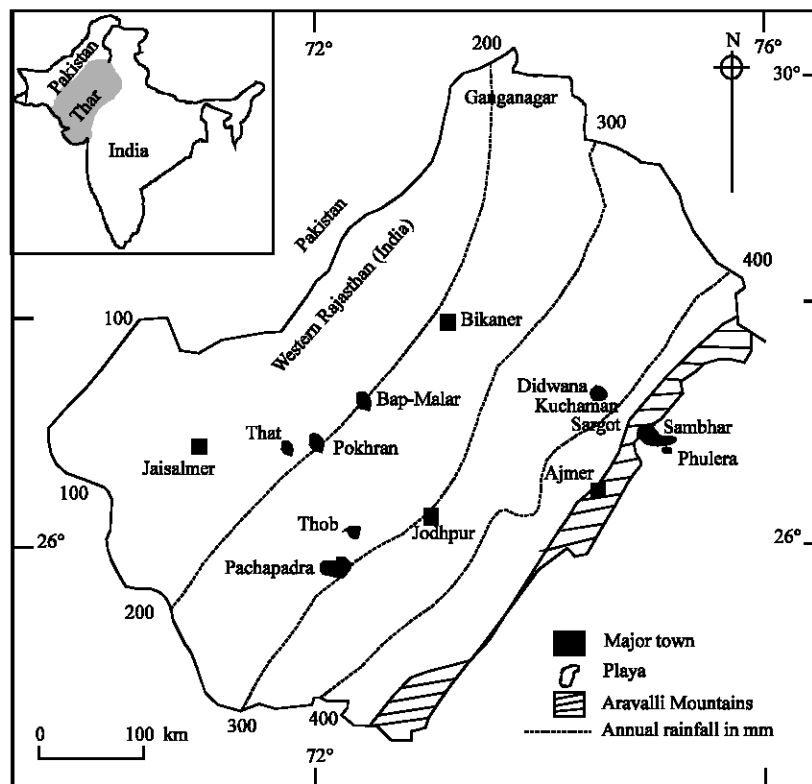 72°
200
76°
N
30°
Pakistan
Thar
India
Ganganagar
300
Pakistan
Western Rajasthan (India)
400
100
Bikaner
Didwana
Kuchaman
Sargot
Bap-Malar
Sambhar
That
Pokhran
Phulera
Jaisalmer
Ajmer
100
Thob
Jodhpur
26°
26°
Pachapadra
200
Major town
Playa
Aravalli Mountains
Annual rainfall in mm
300
400
0
100 km
72°